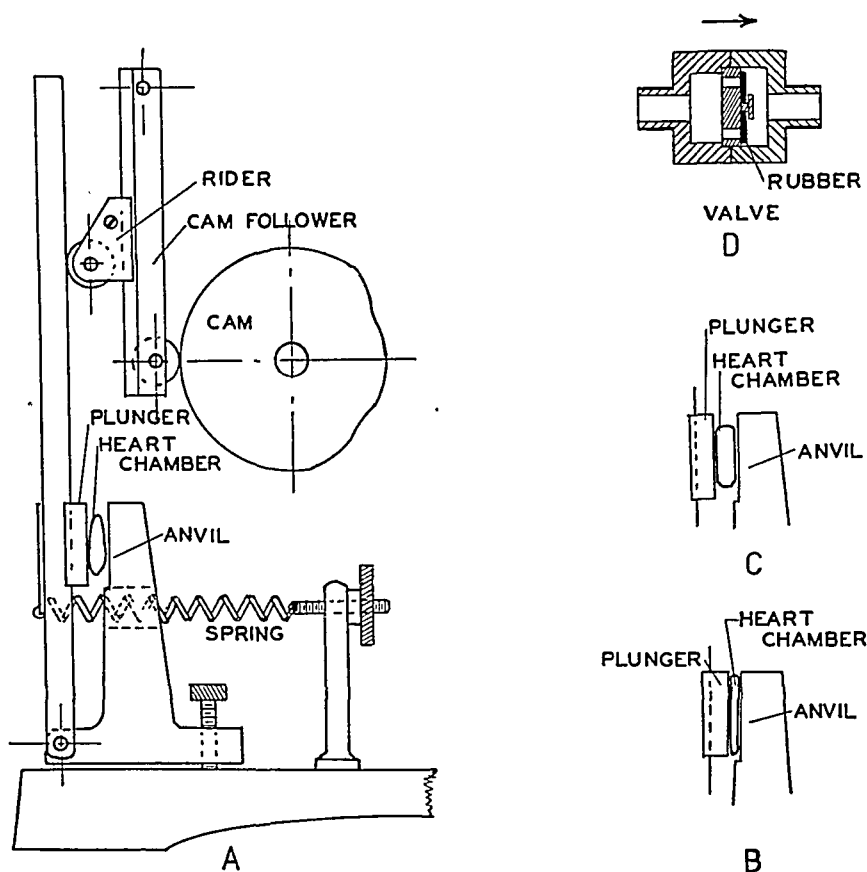 RIDER
CAM FOLLOWER
CAM
PLUNGER
HEART
CHAMBER
ANVIL
SPRING
A
RUBBER
VALVE
D
PLUNGER
HEART
CHAMBER
ANVIL
C
HEART
CHAMBER
PLUNGER
ANVIL
B